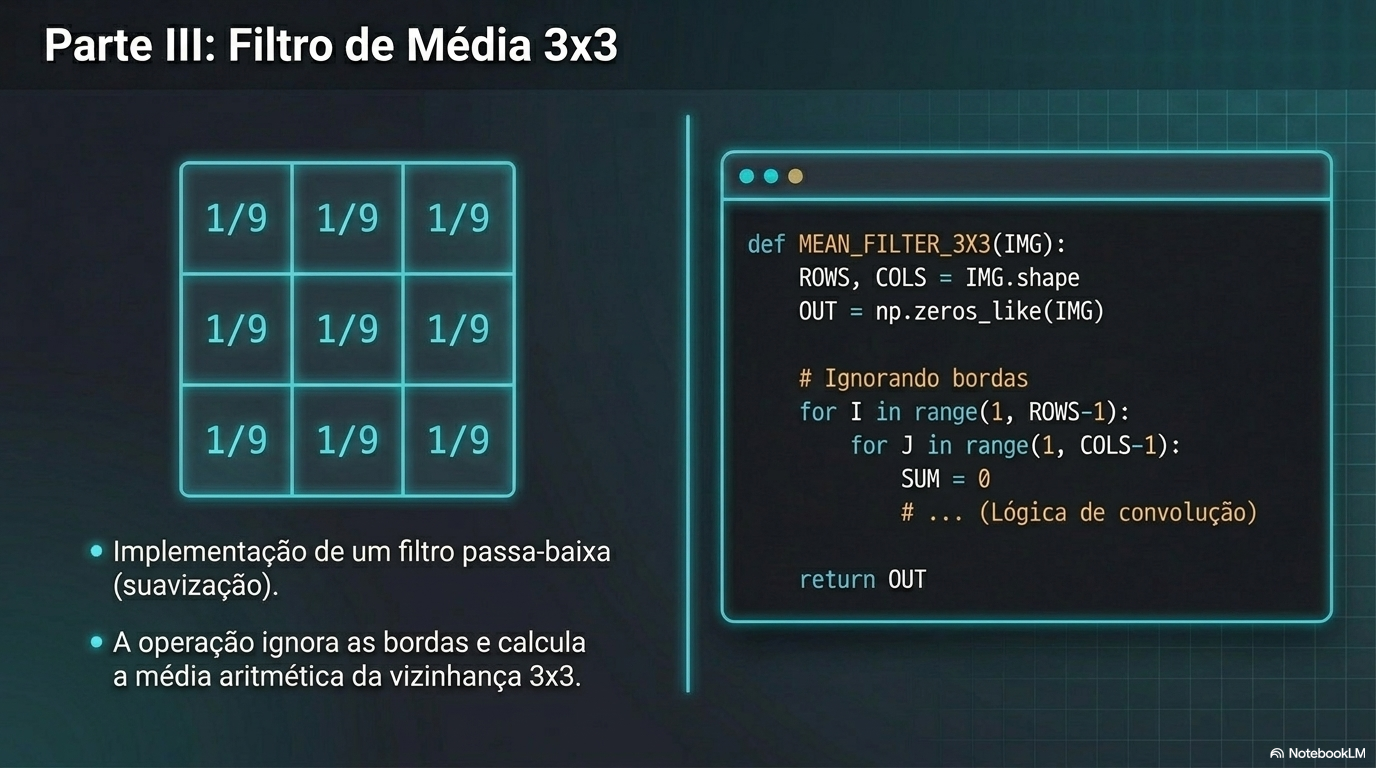 Parte III: Filtro de Média 3x3
1/9 1/9 1/9
1/9 1/9 1/9
1/9 1/9 1/9
• Implementação de um filtro passa-baixa
(suavização).
• A operação ignora as bordas e calcula
a média aritmética da vizinhança 3x3.
def MEAN_FILTER_3X3(IMG):
    ROWS, COLS = IMG.shape
    OUT = np.zeros_like(IMG)
    # Ignorando bordas
    for I in range(1, ROWS-1):
        for J in range(1, COLS-1):
            SUM = 0
            # ... (Lógica de convolução)
    return OUT
NotebookLM